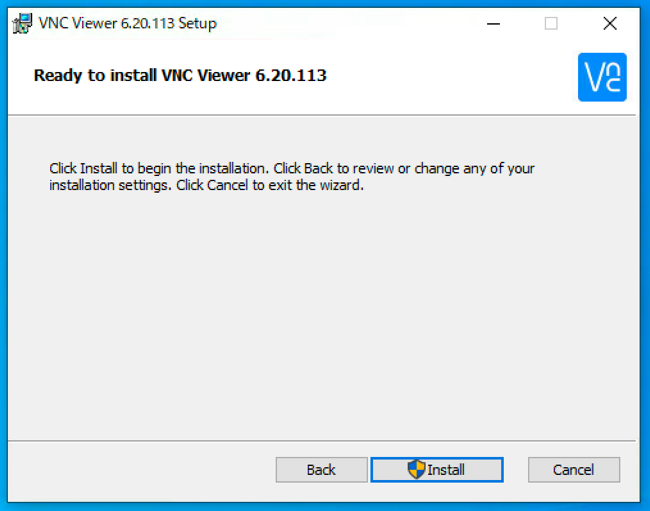 VNC Viewer 6.20.113 Setup
Ready to install VNC Viewer 6.20.113
Vnc
Click Install to begin the installation. Click Back to review or change any of your
installation settings. Click Cancel to exit the wizard.
Back
Install
Cancel